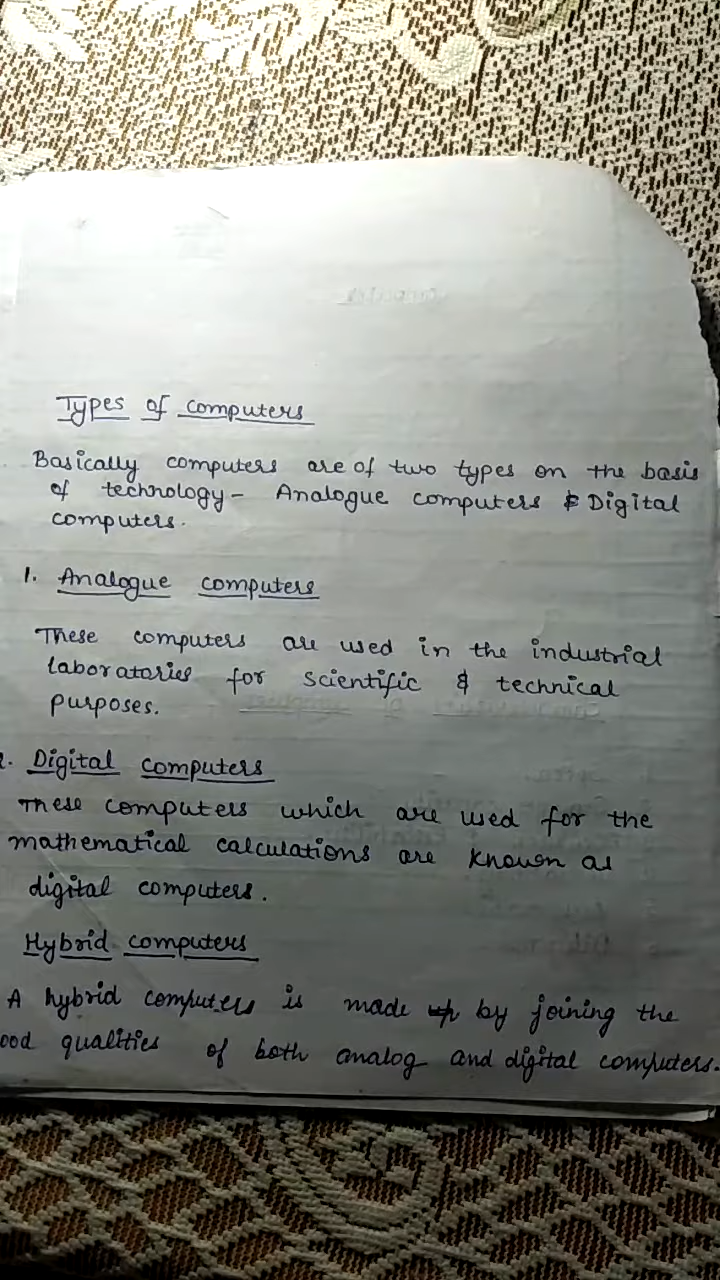 Types of computers
Basically computers are of two types on the basis
of technology - Analogue computers & Digital
computers.
1. Analogue computers
These computers are used in the industrial
laboratories for scientific & technical
purposes.
2. Digital computers
These computers which are used for the
mathematical calculations are known as
digital computers.
Hybrid computers
A hybrid computers is made up by joining the
ood qualities of both analog and digital computers.